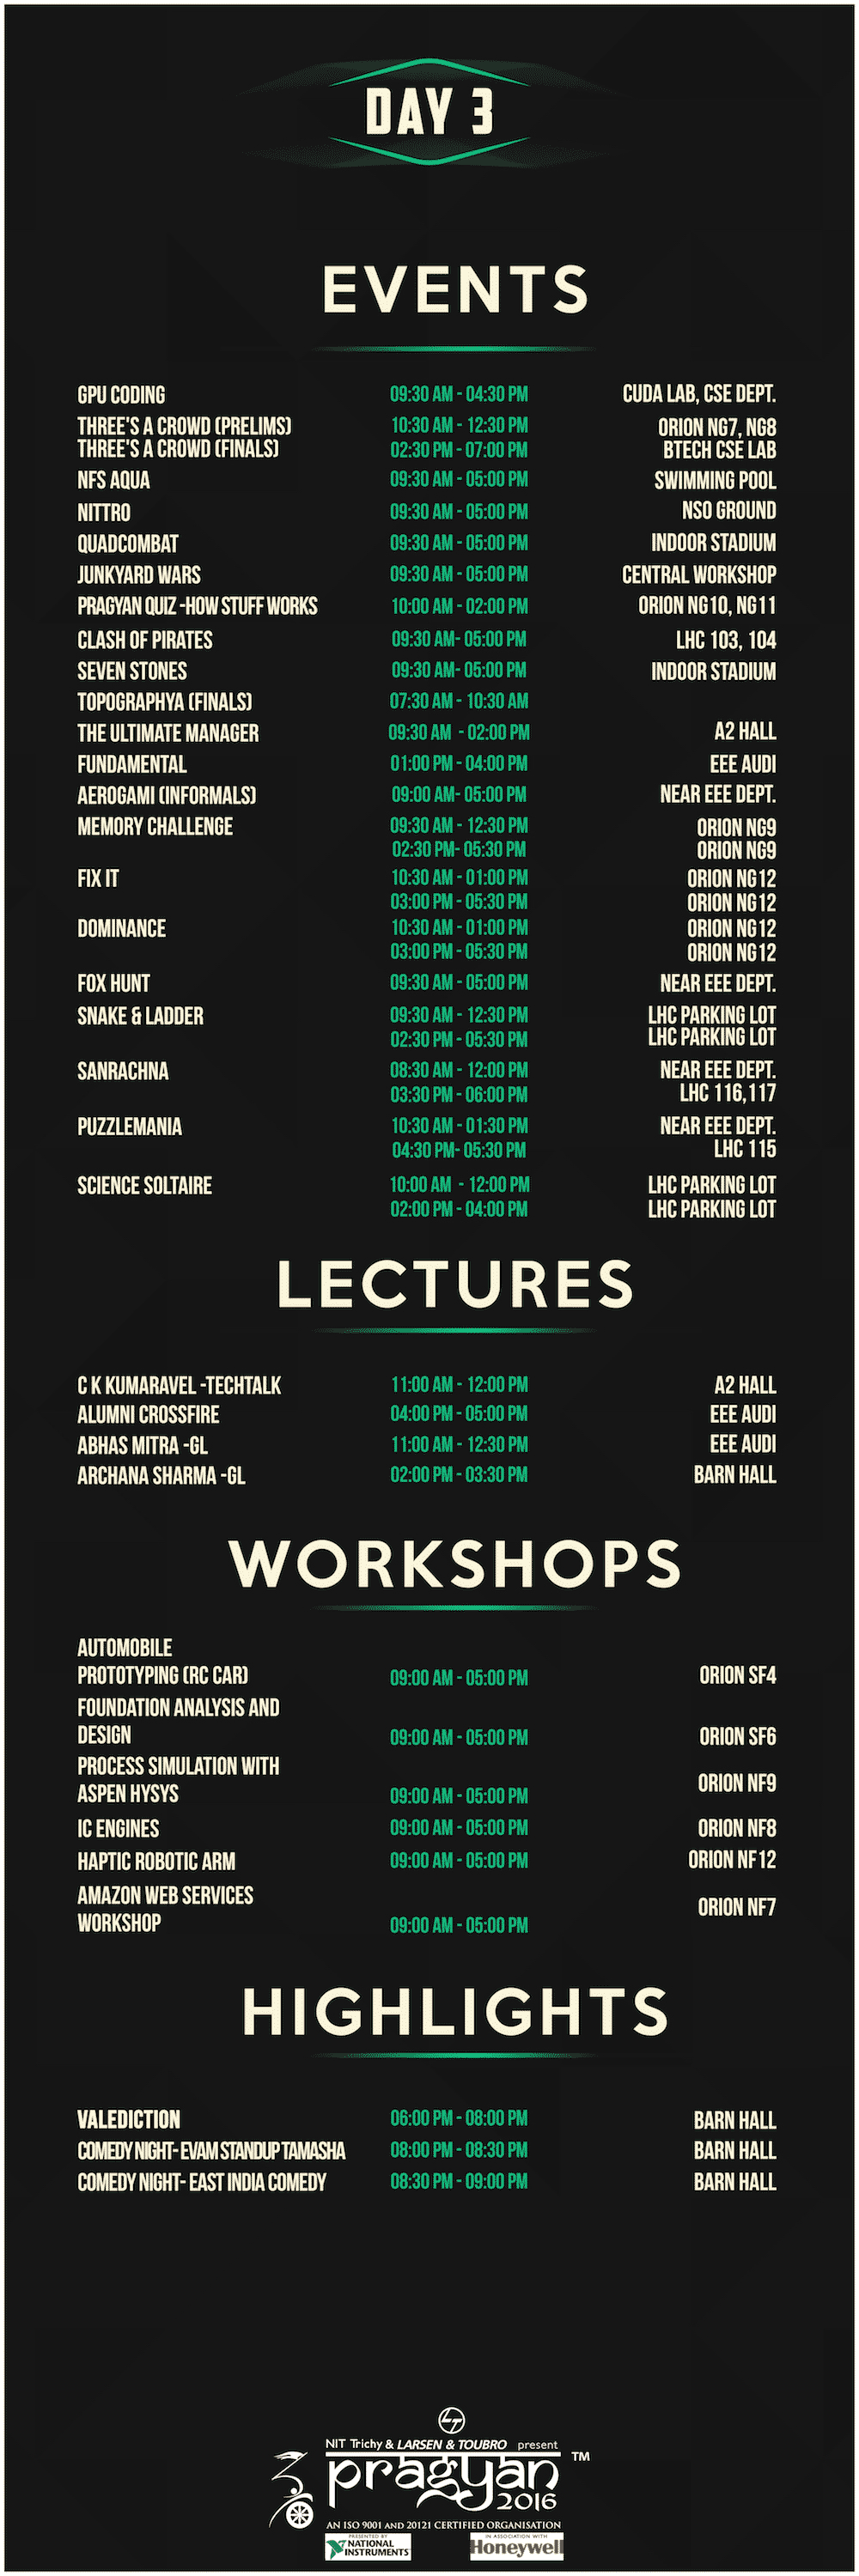 DAY 3
EVENTS
GPU CODING 09:30 AM - 04:30 PM CUDA LAB, CSE DEPT.
THREE'S A CROWD (PRELIMS) 10:30 AM - 12:30 PM ORION NG7, NG8
THREE'S A CROWD (FINALS) 02:30 PM - 07:00 PM BTECH CSE LAB
NFS AQUA 09:30 AM - 05:00 PM SWIMMING POOL
NITTRO 09:30 AM - 05:00 PM NSO GROUND
QUADCOMBAT 09:30 AM - 05:00 PM INDOOR STADIUM
JUNKYARD WARS 09:30 AM - 05:00 PM CENTRAL WORKSHOP
PRAGYAN QUIZ -HOW STUFF WORKS 10:00 AM - 02:00 PM ORION NG10, NG11
CLASH OF PIRATES 09:30 AM- 05:00 PM LHC 103, 104
SEVEN STONES 09:30 AM- 05:00 PM INDOOR STADIUM
TOPOGRAPHYA (FINALS) 07:30 AM - 10:30 AM
THE ULTIMATE MANAGER 09:30 AM - 02:00 PM A2 HALL
FUNDAMENTAL 01:00 PM - 04:00 PM EEE AUDI
AEROGAMI (INFORMALS) 09:00 AM- 05:00 PM NEAR EEE DEPT.
MEMORY CHALLENGE 09:30 AM - 12:30 PM ORION NG9
02:30 PM- 05:30 PM ORION NG9
FIX IT 10:30 AM - 01:00 PM ORION NG12
03:00 PM - 05:30 PM ORION NG12
DOMINANCE 10:30 AM - 01:00 PM ORION NG12
03:00 PM - 05:30 PM ORION NG12
FOX HUNT 09:30 AM - 05:00 PM NEAR EEE DEPT.
SNAKE & LADDER 09:30 AM - 12:30 PM LHC PARKING LOT
02:30 PM - 05:30 PM LHC PARKING LOT
SANRACHNA 08:30 AM - 12:00 PM NEAR EEE DEPT.
03:30 PM - 06:00 PM LHC 116,117
PUZZLEMANIA 10:30 AM - 01:30 PM NEAR EEE DEPT.
04:30 PM- 05:30 PM LHC 115
SCIENCE SOLTAIRE 10:00 AM - 12:00 PM LHC PARKING LOT
02:00 PM - 04:00 PM LHC PARKING LOT
LECTURES
C K KUMARAVEL -TECHTALK 11:00 AM - 12:00 PM A2 HALL
ALUMNI CROSSFIRE 04:00 PM - 05:00 PM EEE AUDI
ABHAS MITRA -GL 11:00 AM - 12:30 PM EEE AUDI
ARCHANA SHARMA -GL 02:00 PM - 03:30 PM BARN HALL
WORKSHOPS
AUTOMOBILE
PROTOTYPING (RC CAR) 09:00 AM - 05:00 PM ORION SF4
FOUNDATION ANALYSIS AND
DESIGN 09:00 AM - 05:00 PM ORION SF6
PROCESS SIMULATION WITH
ASPEN HYSYS 09:00 AM - 05:00 PM ORION NF9
IC ENGINES 09:00 AM - 05:00 PM ORION NF8
HAPTIC ROBOTIC ARM 09:00 AM - 05:00 PM ORION NF12
AMAZON WEB SERVICES
WORKSHOP 09:00 AM - 05:00 PM ORION NF7
HIGHLIGHTS
VALEDICTION 06:00 PM - 08:00 PM BARN HALL
COMEDY NIGHT- EVAM STANDUP TAMASHA 08:00 PM - 08:30 PM BARN HALL
COMEDY NIGHT- EAST INDIA COMEDY 08:30 PM - 09:00 PM BARN HALL
NIT Trichy & LARSEN & TOUBRO present
pragyan TM
2016
AN ISO 9001 AND 20121 CERTIFIED ORGANISATION
PRESENTED BY IN ASSOCIATION WITH
NATIONAL INSTRUMENTS Honeywell